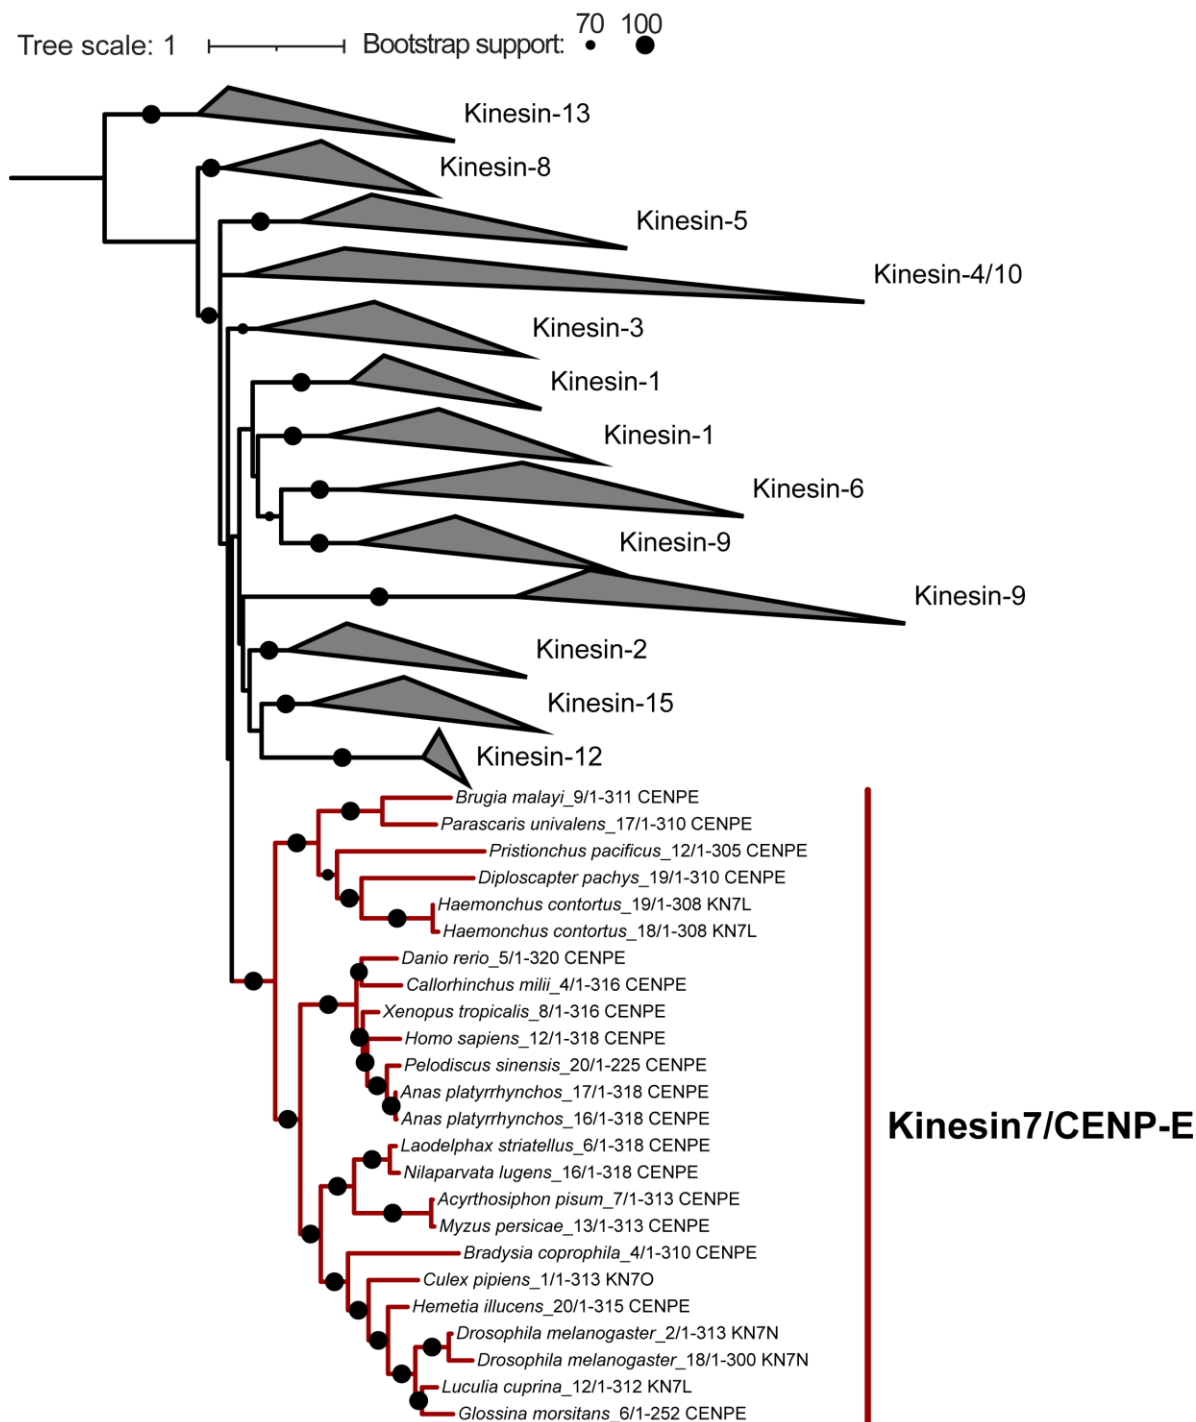 70 100
Tree scale: 1 Bootstrap support:
Kinesin-13
Kinesin-8
Kinesin-5
Kinesin-4/10
Kinesin-3
Kinesin-1
Kinesin-1
Kinesin-6
Kinesin-9
Kinesin-9
Kinesin-2
Kinesin-15
Kinesin-12
Brugia malayi_9/1-311 CENPE
Parascaris univalens_17/1-310 CENPE
Pristionchus pacificus_12/1-305 CENPE
Diploscapter pachys_19/1-310 CENPE
Haemonchus contortus_19/1-308 KN7L
Haemonchus contortus_18/1-308 KN7L
Danio rerio_5/1-320 CENPE
Callorhinchus milii_4/1-316 CENPE
Xenopus tropicalis_8/1-316 CENPE
Homo sapiens_12/1-318 CENPE
Pelodiscus sinensis_20/1-225 CENPE
Anas platyrrhynchos_17/1-318 CENPE
Anas platyrrhynchos_16/1-318 CENPE
Kinesin7/CENP-E
Laodelphax striatellus_6/1-318 CENPE
Nilaparvata lugens_16/1-318 CENPE
Acyrthosiphon pisum_7/1-313 CENPE
Myzus persicae_13/1-313 CENPE
Bradysia coprophila_4/1-310 CENPE
Culex pipiens_1/1-313 KN7O
Hemetia illucens_20/1-315 CENPE
Drosophila melanogaster_2/1-313 KN7N
Drosophila melanogaster_18/1-300 KN7N
Luculia cuprina_12/1-312 KN7L
Glossina morsitans_6/1-252 CENPE